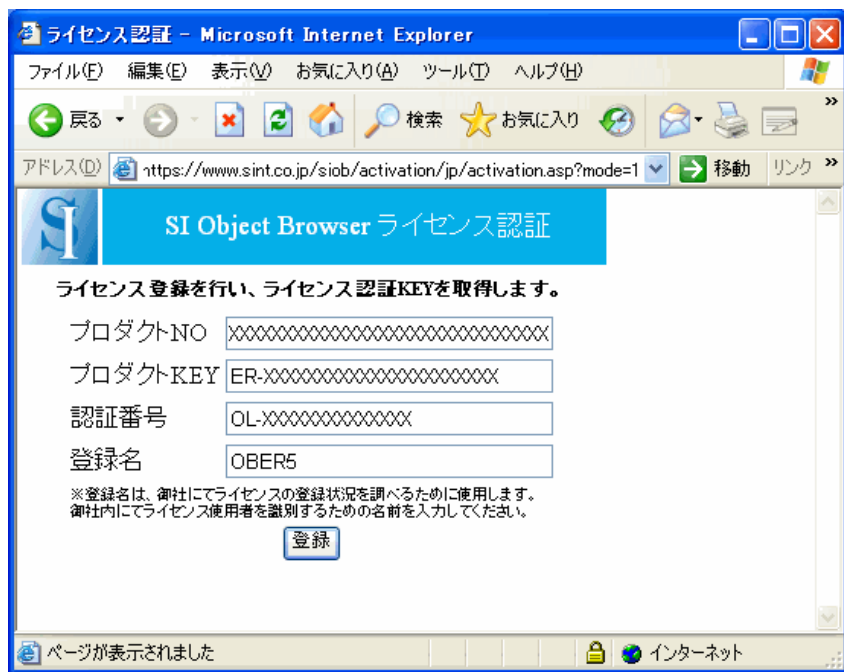 ライセンス認証 - Microsoft Internet Explorer
ファイル(F) 編集(E) 表示(V) お気に入り(A) ツール(T) ヘルプ(H)
戻る 検索 お気に入り »
アドレス(D) https://www.sint.co.jp/siob/activation/jp/activation.asp?mode=1 移動 リンク »
SI
SI Object Browser ライセンス認証
ライセンス登録を行い、ライセンス認証KEYを取得します。
プロダクトNO XXXXXXXXXXXXXXXXXXXXXXXXXXXXX
プロダクトKEY ER-XXXXXXXXXXXXXXXXXXXXX
認証番号 OL-XXXXXXXXXXXXX
登録名 OBER5
※登録名は、御社にてライセンスの登録状況を調べるために使用します。
御社内にてライセンス使用者を識別するための名前を入力してください。
登録
ページが表示されました インターネット